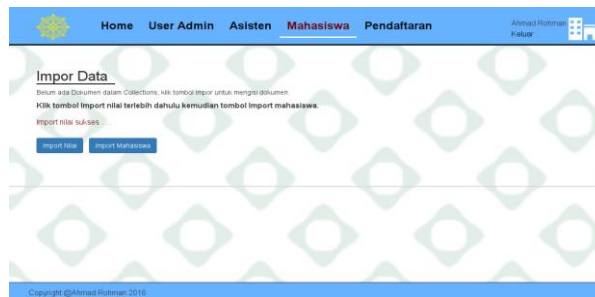 Home User Admin Asisten Mahasiswa Pendaftaran
Ahmad Rohman
Keluar
Impor Data
Belum ada Dokumen dalam Collections, klik tombol impor untuk mengisi dokumen
Klik tombol Import nilai terlebih dahulu kemudian tombol Import mahasiswa.
Import nilai sukses.....
Import Nilai Import Mahasiswa
Copyright @Ahmad Rohman 2016